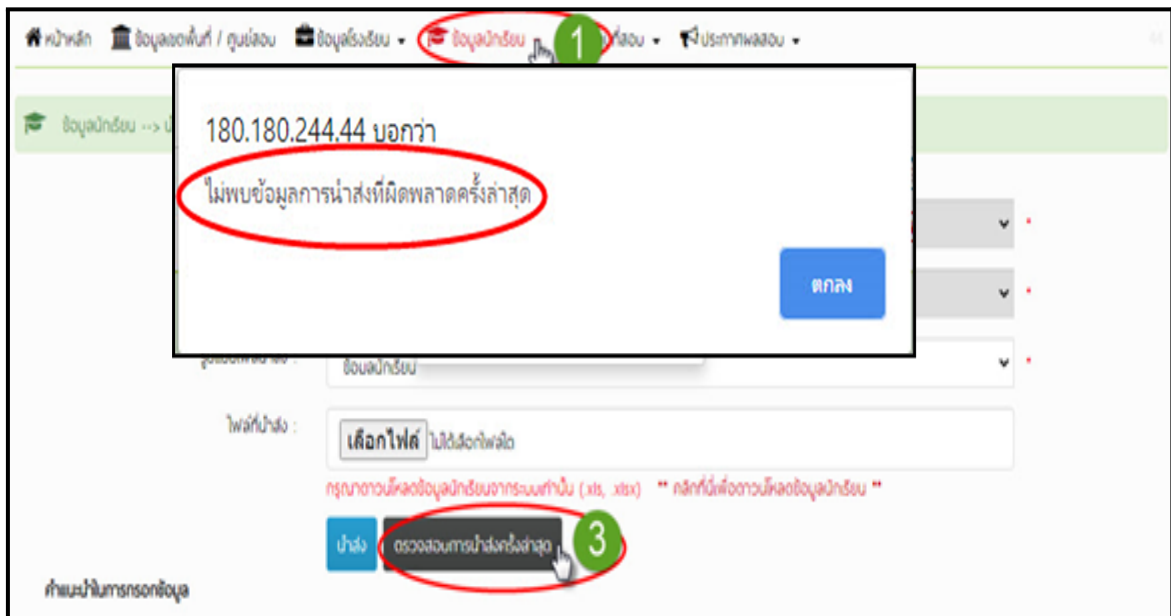 หน้าหลัก ข้อมูลเขตพื้นที่ / ศูนย์สอบ ข้อมูลโรงเรียน ข้อมูลนักเรียน 1 ที่สอบ ประกาศผลสอบ
ข้อมูลนักเรียน -->
180.180.244.44 บอกว่า
ไม่พบข้อมูลการนำส่งที่ผิดพลาดครั้งล่าสุด
ตกลง
*
*
ข้อมูลนักเรียน *
ไฟล์ที่นำส่ง :
เลือกไฟล์ ไม่ได้เลือกไฟล์ใด
กรุณาดาวน์โหลดข้อมูลนักเรียนจากระบบเท่านั้น (.xls, .xlsx) ** คลิกที่นี่เพื่อดาวน์โหลดข้อมูลนักเรียน **
นำส่ง ตรวจสอบการนำส่งครั้งล่าสุด 3
คำแนะนำในการกรอกข้อมูล